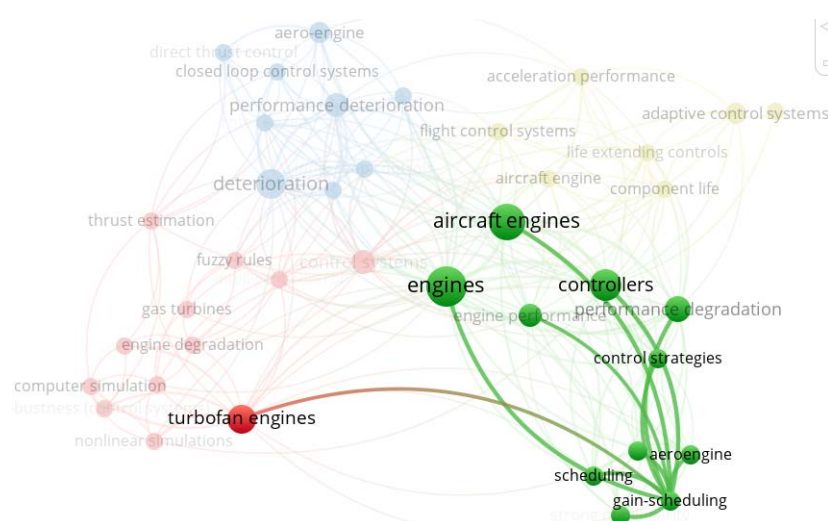 aero-engine
direct thrust control
closed loop control systems
acceleration performance
performance deterioration
adaptive control systems
flight control systems
life extending controls
aircraft engine
deterioration
component life
thrust estimation
aircraft engines
fuzzy rules
control systems
engines
controllers
gas turbines
engine performance
performance degradation
engine degradation
control strategies
computer simulation
turbofan engines
nonlinear simulations
aeroengine
scheduling
gain-scheduling